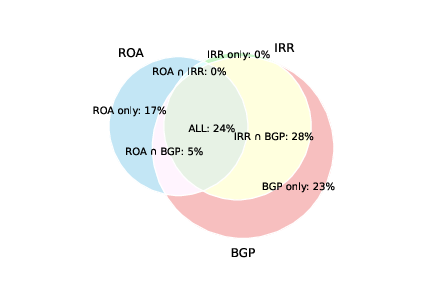 ROA
IRR
IRR only: 0%
ROA ∩ IRR: 0%
ROA only: 17%
ALL: 24%
IRR ∩ BGP: 28%
ROA ∩ BGP: 5%
BGP only: 23%
BGP